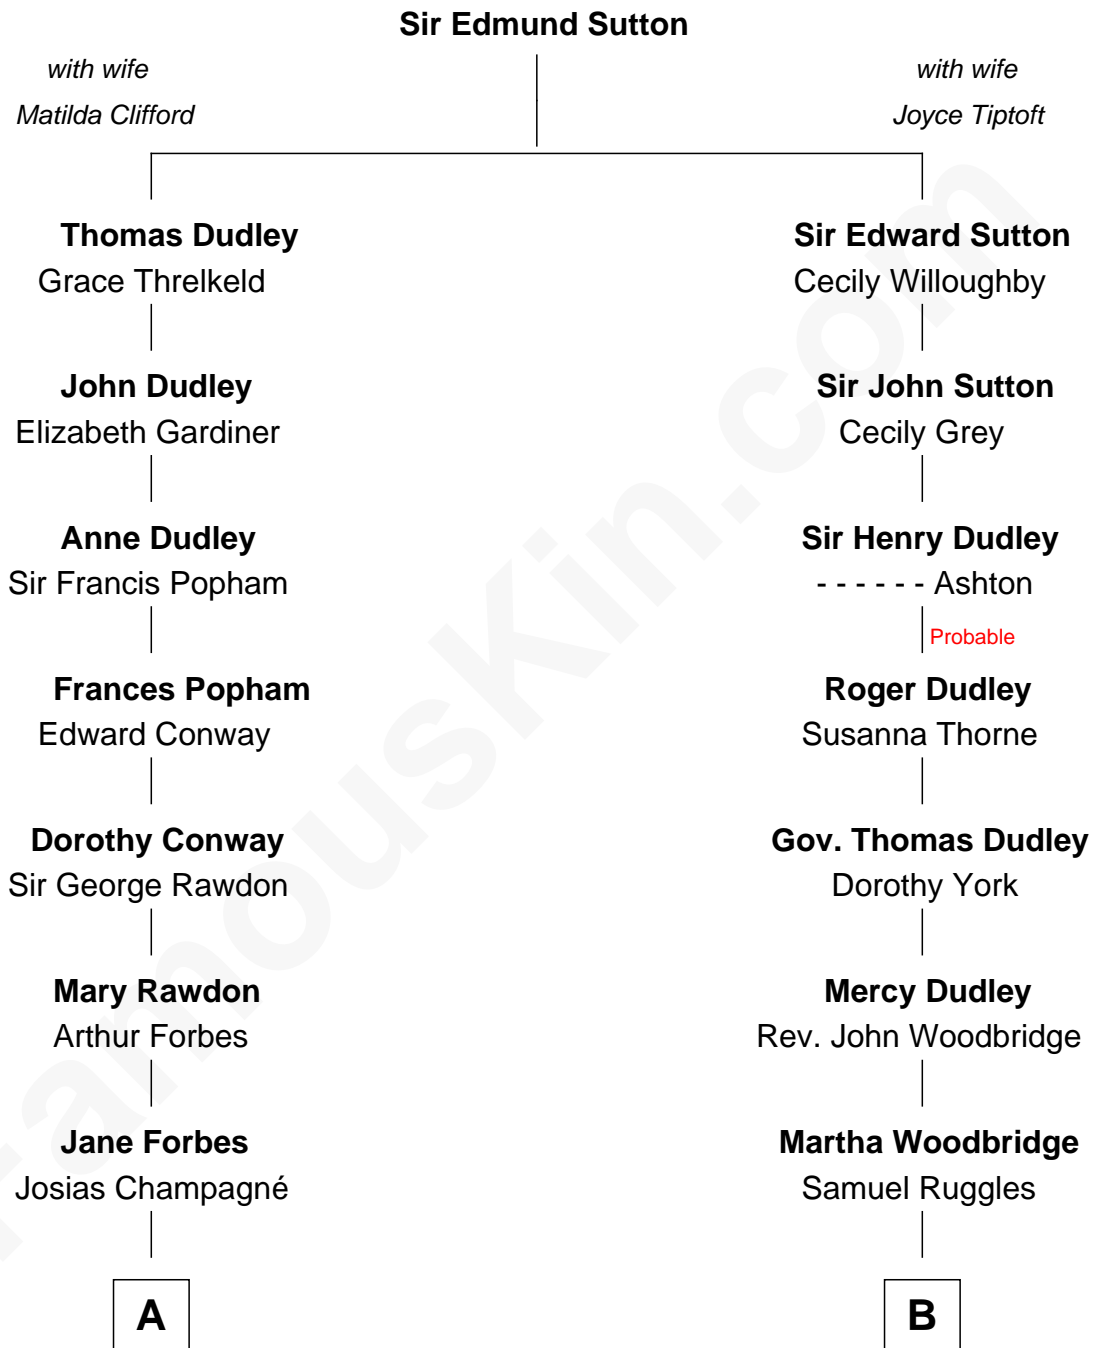 Sir Edmund Sutton
with wife
Matilda Clifford
with wife
Joyce Tiptoft
Thomas Dudley
Grace Threlkeld
Sir Edward Sutton
Cecily Willoughby
John Dudley
Elizabeth Gardiner
Sir John Sutton
Cecily Grey
Anne Dudley
Sir Francis Popham
Sir Henry Dudley
- - - - - - Ashton
Probable
Frances Popham
Edward Conway
Roger Dudley
Susanna Thorne
Dorothy Conway
Sir George Rawdon
Gov. Thomas Dudley
Dorothy York
Mary Rawdon
Arthur Forbes
Mercy Dudley
Rev. John Woodbridge
Jane Forbes
Josias Champagné
Martha Woodbridge
Samuel Ruggles
A
B
FamousKin.com